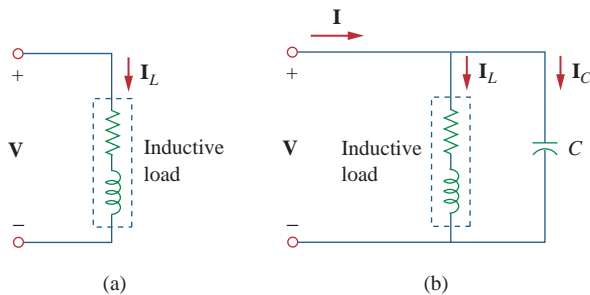 I_L
+
V
Inductive
load
−
(a)
I
+
I_L
I_C
V
Inductive
load
C
−
(b)